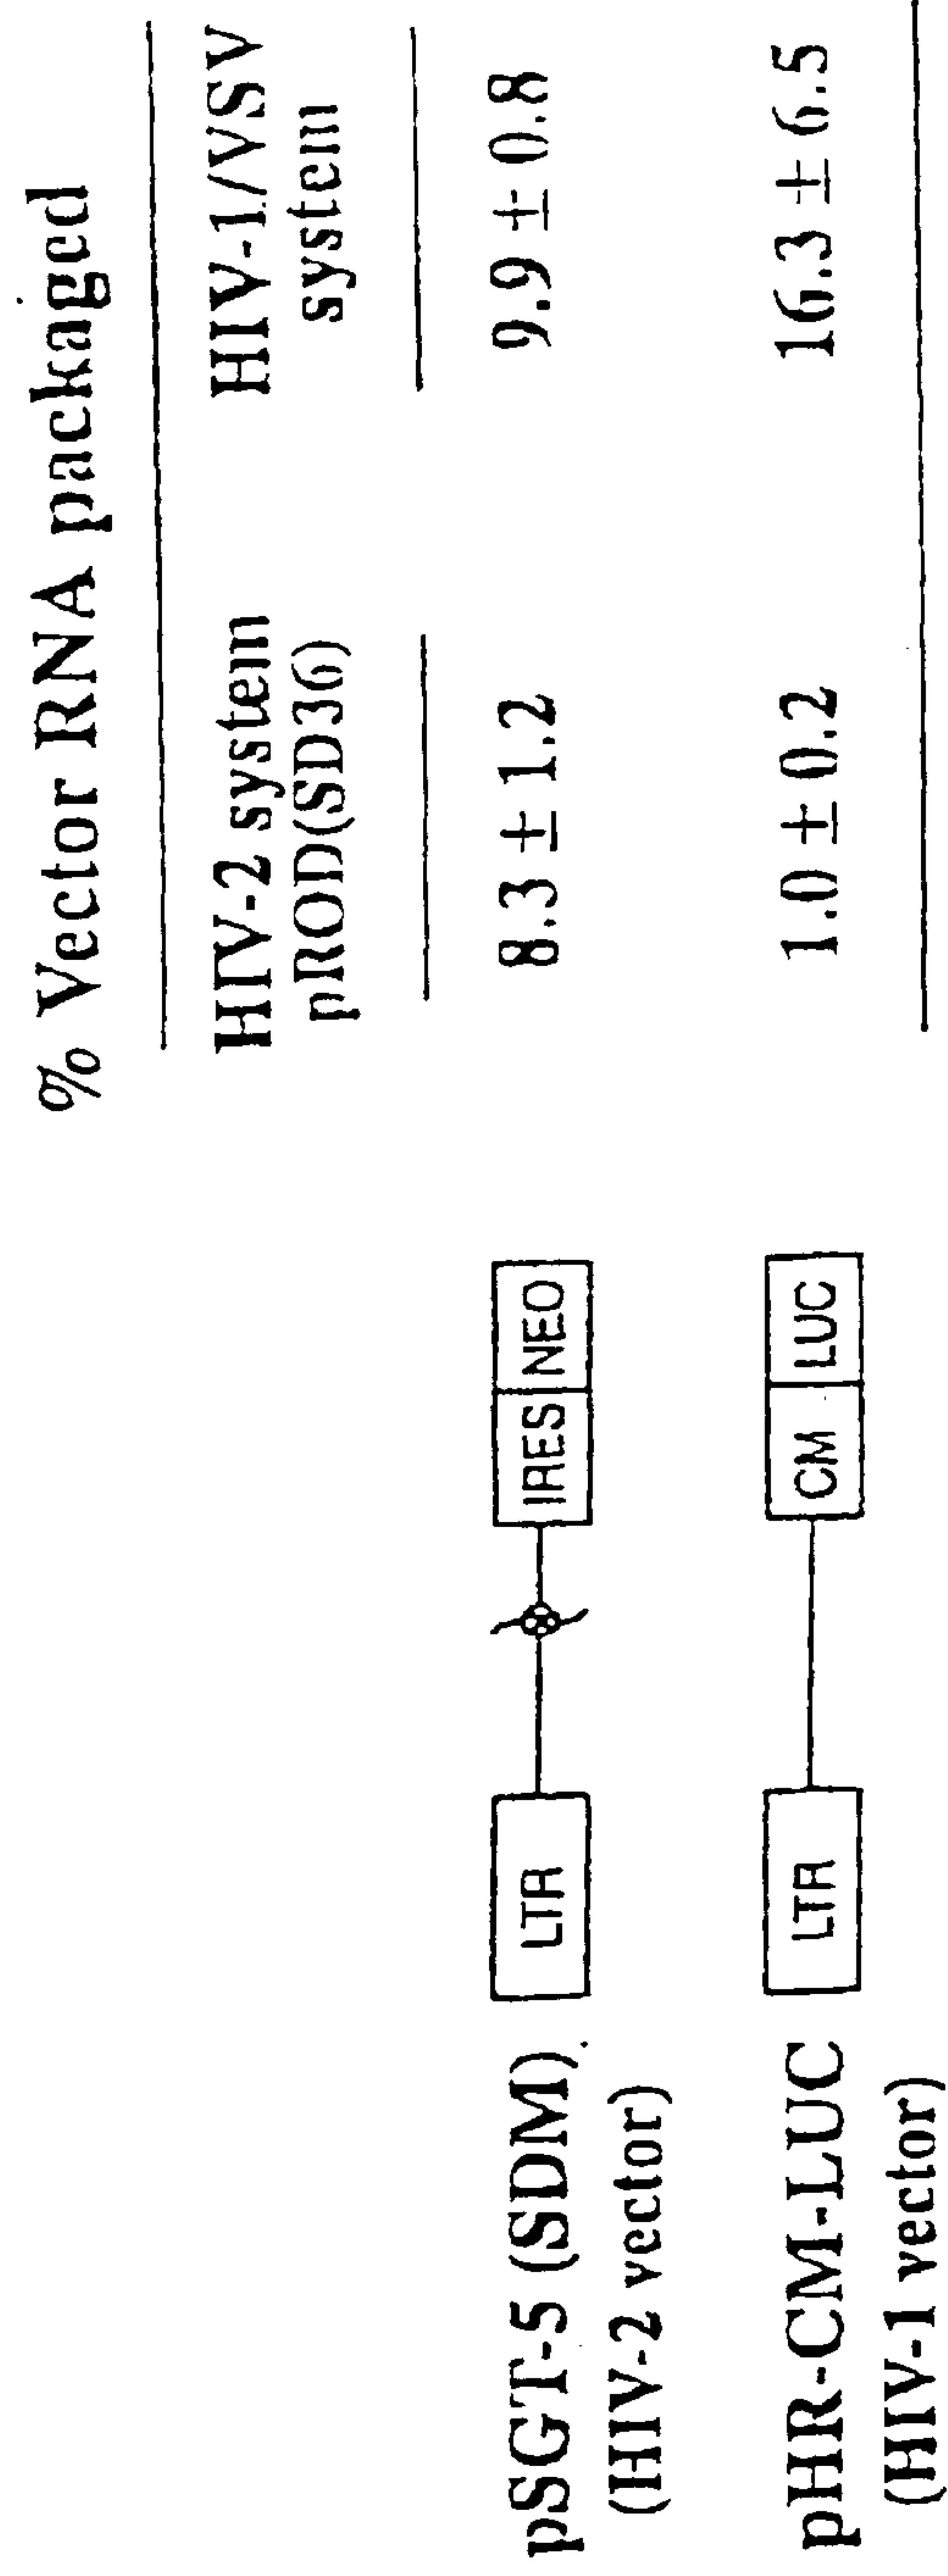 % Vector RNA packaged
HIV-2 system HIV-1/VSV
pROD(SD36) system
pSGT-5 (SDM) LTR IRES NEO 8.3 ± 1.2 9.9 ± 0.8
(HIV-2 vector)
pHR-CM-LUC LTR CM LUC 1.0 ± 0.2 16.3 ± 6.5
(HIV-1 vector)